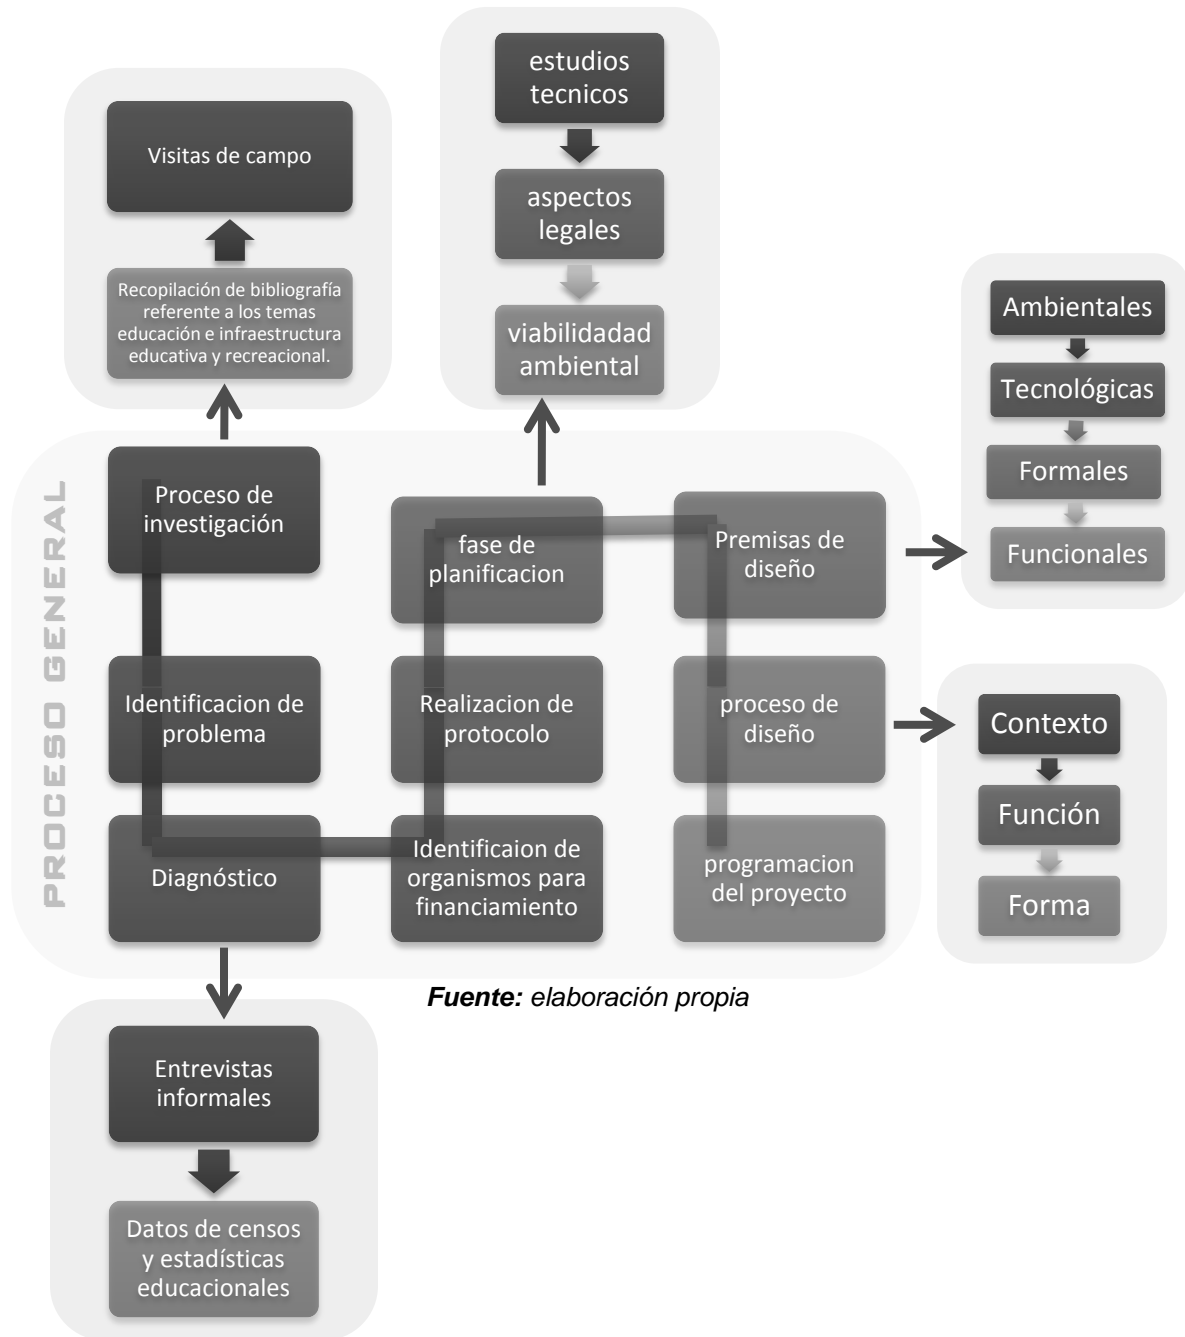 estudios
tecnicos
aspectos
legales
viabilidadad
ambiental
Visitas de campo
Recopilación de bibliografía
referente a los temas
educación e infraestructura
educativa y recreacional.
Ambientales
Tecnológicas
Formales
Funcionales
PROCESO GENERAL
Proceso de
investigación
Identificacion de
problema
Diagnóstico
Identificaion de
organismos para
financiamiento
Realizacion de
protocolo
fase de
planificacion
Premisas de
diseño
proceso de
diseño
programacion
del proyecto
Contexto
Función
Forma
Fuente: elaboración propia
Entrevistas
informales
Datos de censos
y estadísticas
educacionales